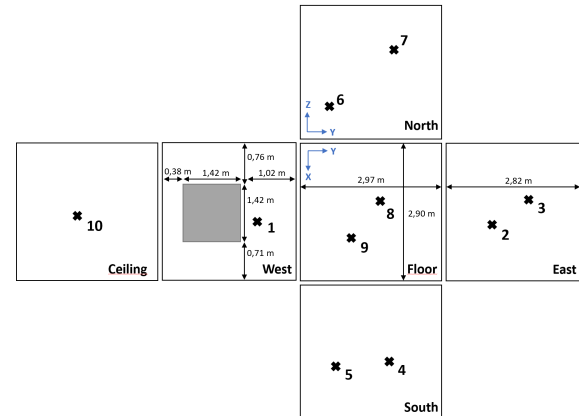 7
6
Z
Y
North
0,76 m
0,38 m
1,42 m
1,02 m
1,42 m
1
0,71 m
West
10
Ceiling
Y
X
2,97 m
2,90 m
8
9
Floor
2,82 m
3
2
East
5
4
South